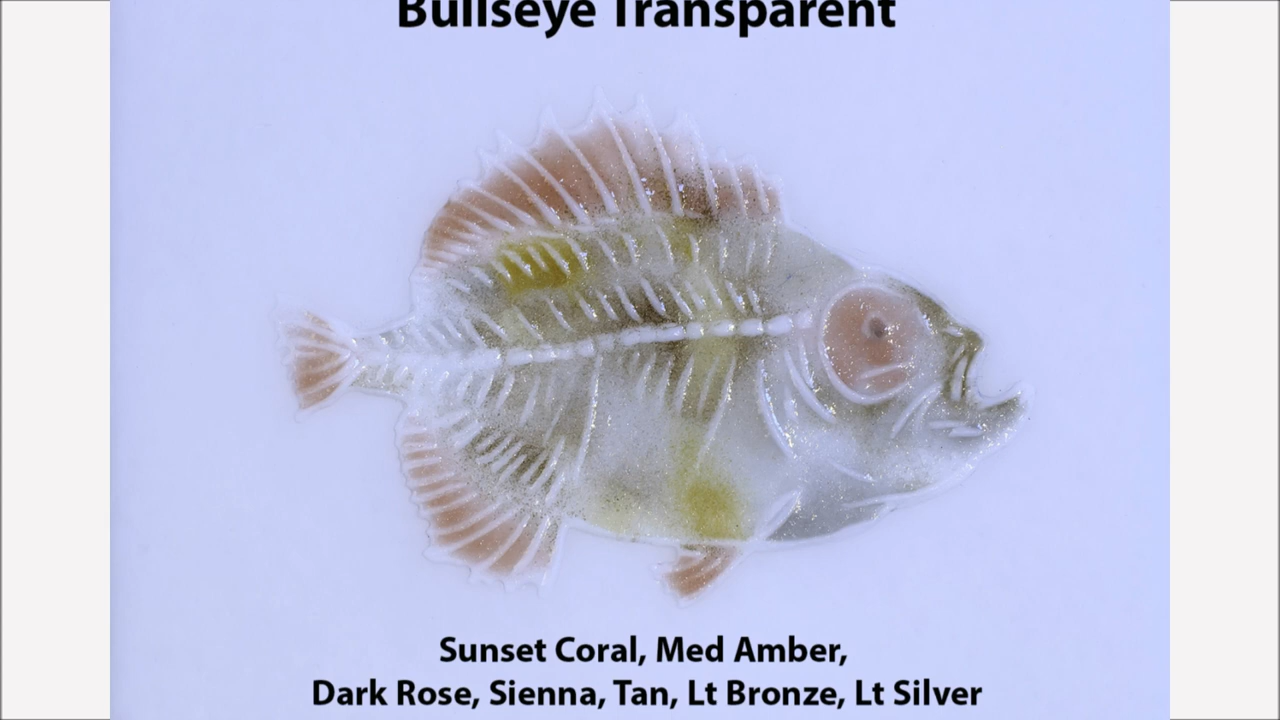 Bullseye Transparent
Sunset Coral, Med Amber,
Dark Rose, Sienna, Tan, Lt Bronze, Lt Silver